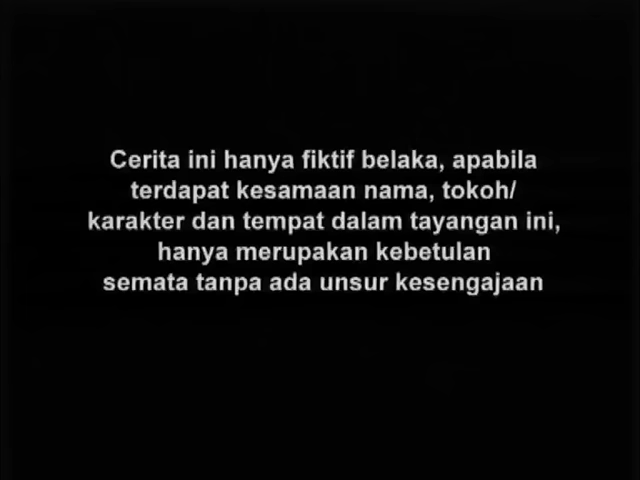 Cerita ini hanya fiktif belaka, apabila
terdapat kesamaan nama, tokoh/
karakter dan tempat dalam tayangan ini,
hanya merupakan kebetulan
semata tanpa ada unsur kesengajaan